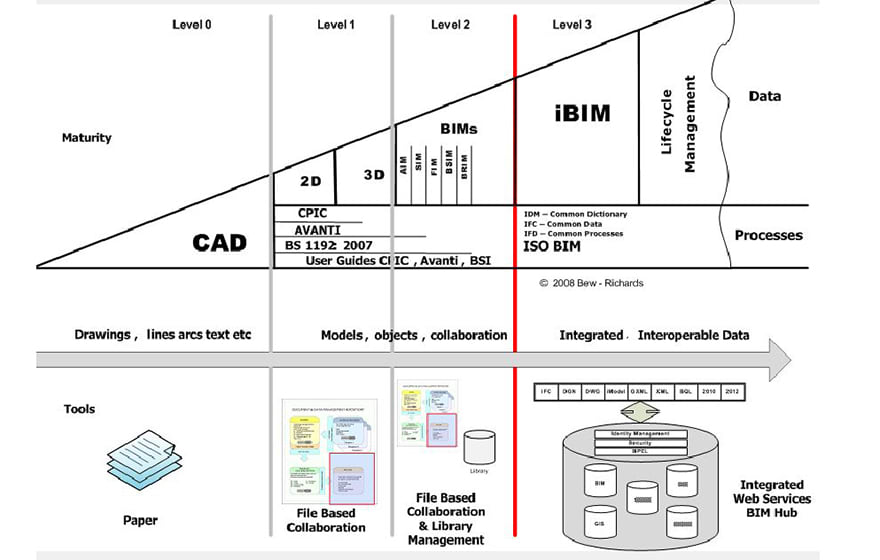 Level 0
Level 1
Level 2
Level 3
Maturity
Data
Lifecycle
Management
iBIM
BIMs
AIM
SIM
FIM
BSIM
BRIM
2D
3D
CAD
CPIC
AVANTI
BS 1192: 2007
User Guides CPIC , Avanti , BSI
IDM – Common Dictionary
IFC – Common Data
IFD – Common Processes
ISO BIM
Processes
© 2008 Bew - Richards
Drawings , lines arcs text etc
Models, objects , collaboration
Integrated . Interoperable Data
Tools
Paper
File Based
Collaboration
File Based
Collaboration
& Library
Management
Library
IFC DGN DWG iModel GXML XML SQL 2010 2012
Identity Management
Security
BIM
GIS
Integrated
Web Services
BIM Hub